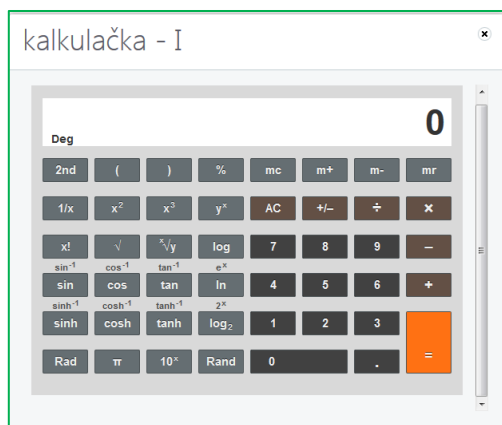 kalkulačka - I
0
Deg
2nd ( ) % mc m+ m- mr
1/x x² x³ yˣ AC +/− ÷ ×
x! √ ˣ√y log 7 8 9 −
sin⁻¹ cos⁻¹ tan⁻¹ eˣ
sin cos tan ln 4 5 6 +
sinh⁻¹ cosh⁻¹ tanh⁻¹ 2ˣ
sinh cosh tanh log₂ 1 2 3 =
Rad π 10ˣ Rand 0 .